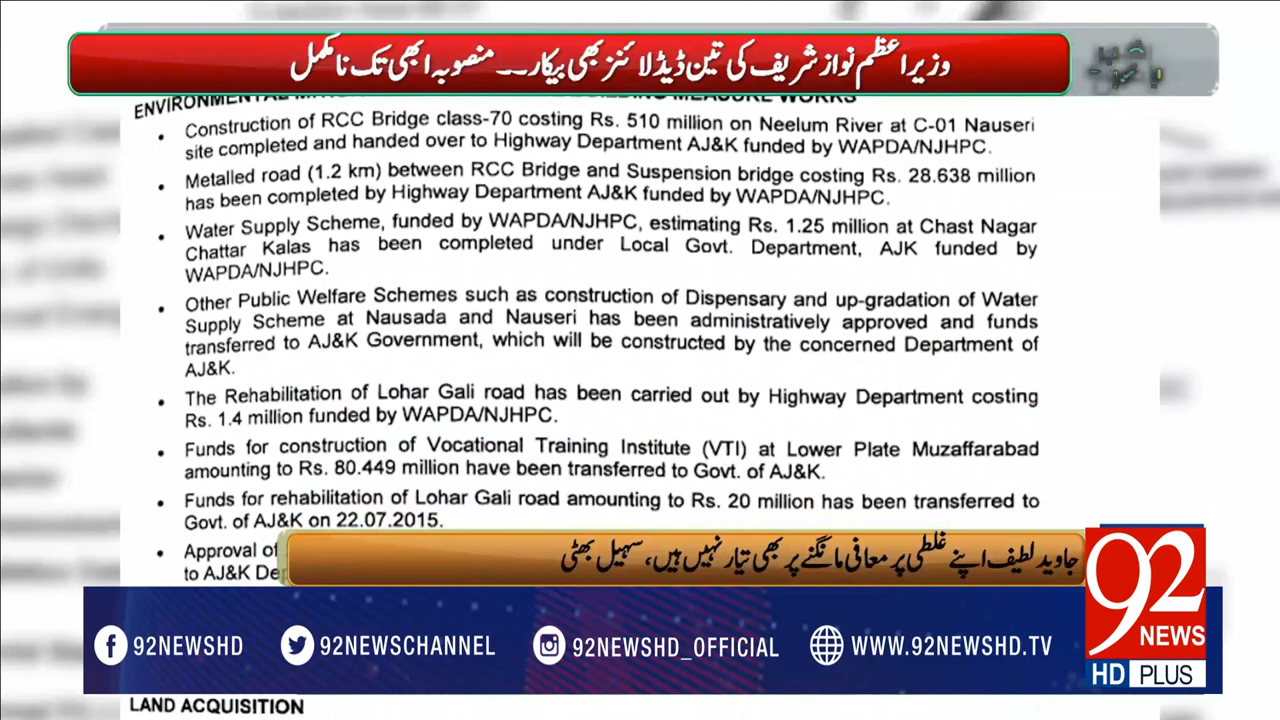 وزیراعظم نواز شریف کی تین ڈیڈ لائنز بھی بیکار۔۔۔ منصوبہ ابھی تک نامکمل
• Construction of RCC Bridge class-70 costing Rs. 510 million on Neelum River at C-01 Nauseri
site completed and handed over to Highway Department AJ&K funded by WAPDA/NJHPC.
• Metalled road (1.2 km) between RCC Bridge and Suspension bridge costing Rs. 28.638 million
has been completed by Highway Department AJ&K funded by WAPDA/NJHPC.
• Water Supply Scheme, funded by WAPDA/NJHPC, estimating Rs. 1.25 million at Chast Nagar
Chattar Kalas has been completed under Local Govt. Department, AJK funded by
WAPDA/NJHPC.
• Other Public Welfare Schemes such as construction of Dispensary and up-gradation of Water
Supply Scheme at Nausada and Nauseri has been administratively approved and funds
transferred to AJ&K Government, which will be constructed by the concerned Department of
AJ&K.
• The Rehabilitation of Lohar Gali road has been carried out by Highway Department costing
Rs. 1.4 million funded by WAPDA/NJHPC.
• Funds for construction of Vocational Training Institute (VTI) at Lower Plate Muzaffarabad
amounting to Rs. 80.449 million have been transferred to Govt. of AJ&K.
• Funds for rehabilitation of Lohar Gali road amounting to Rs. 20 million has been transferred to
Govt. of AJ&K on 22.07.2015.
• Approval of
to AJ&K
جاوید لطیف اپنے غلطی پر معافی مانگنے پر بھی تیار نہیں ہیں، سہیل بھٹی
92NEWSHD 92NEWSCHANNEL 92NEWSHD_OFFICIAL WWW.92NEWSHD.TV
92
NEWS
HD PLUS
LAND ACQUISITION